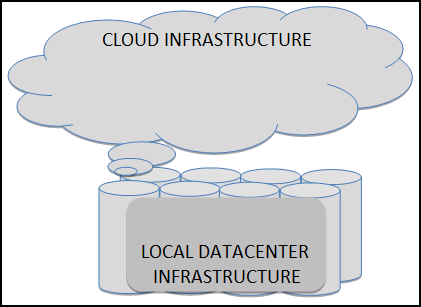 CLOUD INFRASTRUCTURE
LOCAL DATACENTER
INFRASTRUCTURE